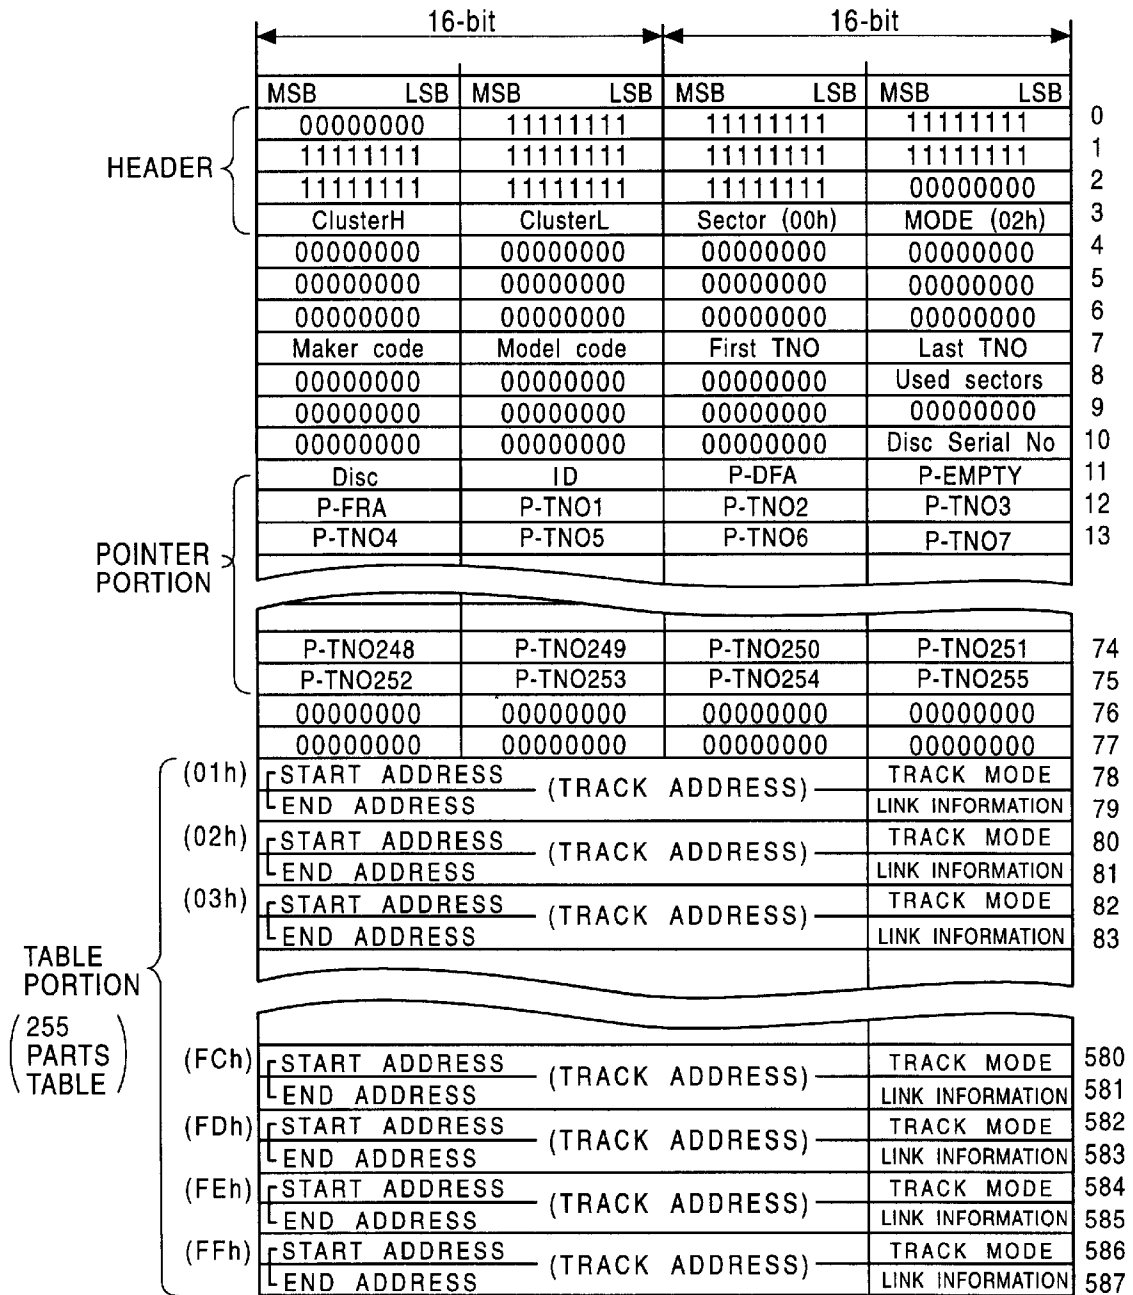 16-bit 16-bit
MSB LSB MSB LSB MSB LSB MSB LSB
HEADER
00000000 11111111 11111111 11111111 0
11111111 11111111 11111111 11111111 1
11111111 11111111 11111111 00000000 2
ClusterH ClusterL Sector (00h) MODE (02h) 3
00000000 00000000 00000000 00000000 4
00000000 00000000 00000000 00000000 5
00000000 00000000 00000000 00000000 6
Maker code Model code First TNO Last TNO 7
00000000 00000000 00000000 Used sectors 8
00000000 00000000 00000000 00000000 9
00000000 00000000 00000000 Disc Serial No 10
POINTER
PORTION
Disc ID P-DFA P-EMPTY 11
P-FRA P-TNO1 P-TNO2 P-TNO3 12
P-TNO4 P-TNO5 P-TNO6 P-TNO7 13
P-TNO248 P-TNO249 P-TNO250 P-TNO251 74
P-TNO252 P-TNO253 P-TNO254 P-TNO255 75
00000000 00000000 00000000 00000000 76
00000000 00000000 00000000 00000000 77
TABLE
PORTION
(255
PARTS
TABLE)
(01h) START ADDRESS (TRACK ADDRESS) TRACK MODE 78
END ADDRESS LINK INFORMATION 79
(02h) START ADDRESS (TRACK ADDRESS) TRACK MODE 80
END ADDRESS LINK INFORMATION 81
(03h) START ADDRESS (TRACK ADDRESS) TRACK MODE 82
END ADDRESS LINK INFORMATION 83
(FCh) START ADDRESS (TRACK ADDRESS) TRACK MODE 580
END ADDRESS LINK INFORMATION 581
(FDh) START ADDRESS (TRACK ADDRESS) TRACK MODE 582
END ADDRESS LINK INFORMATION 583
(FEh) START ADDRESS (TRACK ADDRESS) TRACK MODE 584
END ADDRESS LINK INFORMATION 585
(FFh) START ADDRESS (TRACK ADDRESS) TRACK MODE 586
END ADDRESS LINK INFORMATION 587